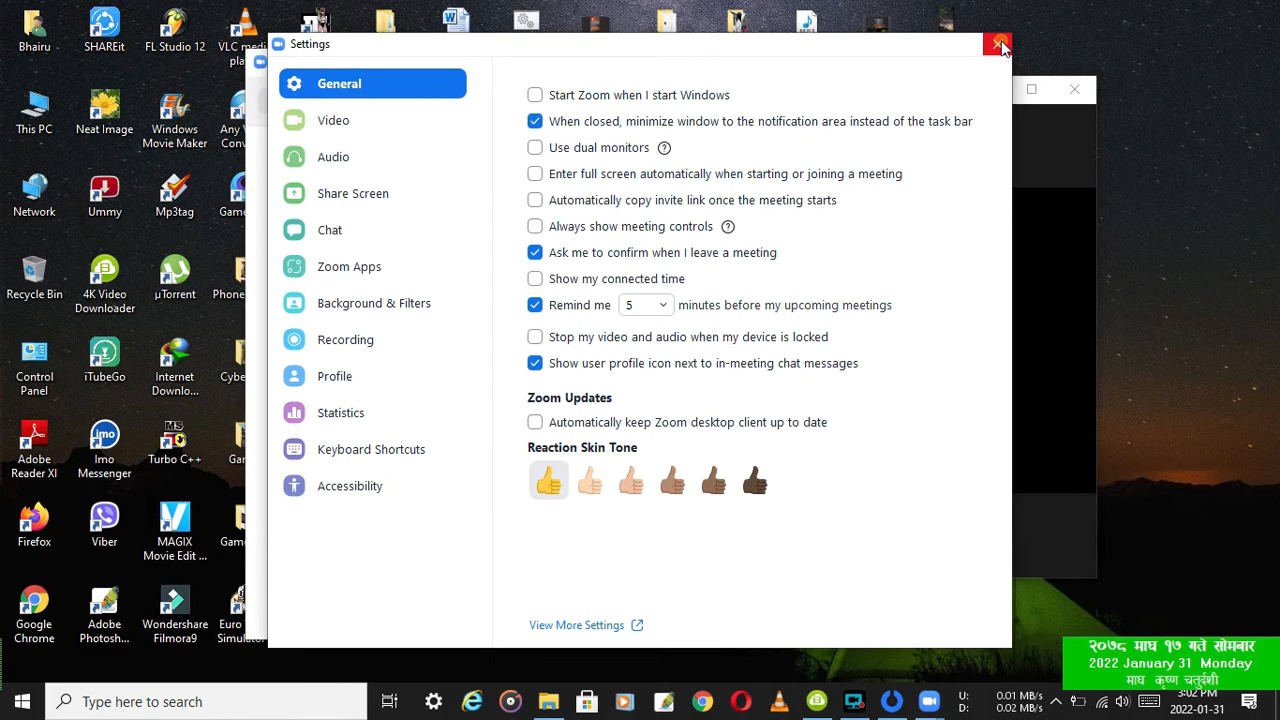 Shairu
SHAREit
FL Studio 12
VLC media
Settings
General
Video
Audio
Share Screen
Chat
Zoom Apps
Background & Filters
Recording
Profile
Statistics
Keyboard Shortcuts
Accessibility
Start Zoom when I start Windows
When closed, minimize window to the notification area instead of the task bar
Use dual monitors
Enter full screen automatically when starting or joining a meeting
Automatically copy invite link once the meeting starts
Always show meeting controls
Ask me to confirm when I leave a meeting
Show my connected time
Remind me 5 minutes before my upcoming meetings
Stop my video and audio when my device is locked
Show user profile icon next to in-meeting chat messages
Zoom Updates
Automatically keep Zoom desktop client up to date
Reaction Skin Tone
View More Settings
This PC
Neat Image
Windows
Movie Maker
Any
Network
Ummy
Mp3tag
Game
Recycle Bin
4K Video
Downloader
µTorrent
Phone
Control
Panel
iTubeGo
Internet
Downlo...
Cybe
Adobe
Reader XI
Imo
Messenger
Turbo C++
Firefox
Viber
MAGIX
Movie Edit ...
Google
Chrome
Adobe
Photosh...
Wondershare
Filmora9
Euro
२०७८ माघ १७ गते सोमबार
2022 January 31 Monday
माघ कृष्ण चतुर्दशी
Type here to search
U: 0.01 MB/s
D: 0.02 MB/s
3:02 PM
2022-01-31